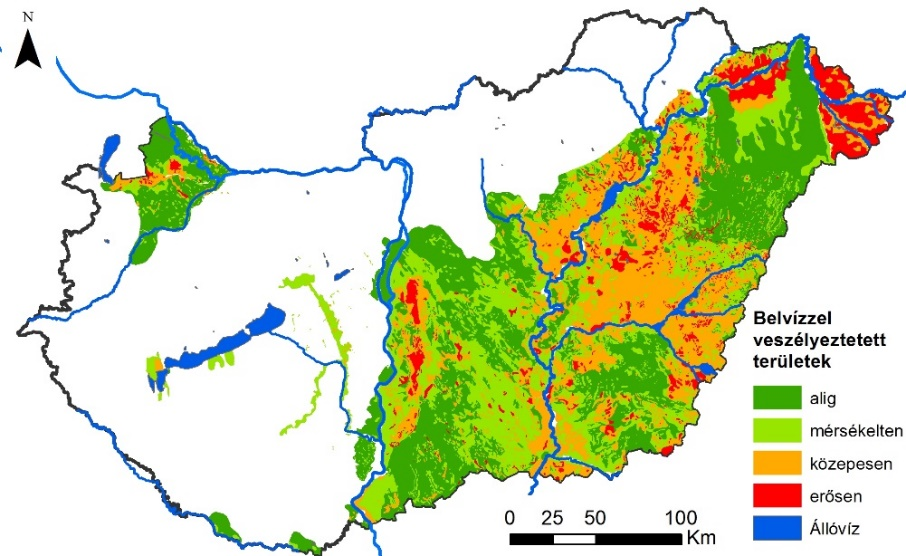 N
Belvízzel
veszélyeztetett
területek
alig
mérsékelten
közepesen
erősen
Állóvíz
0 25 50 100
Km